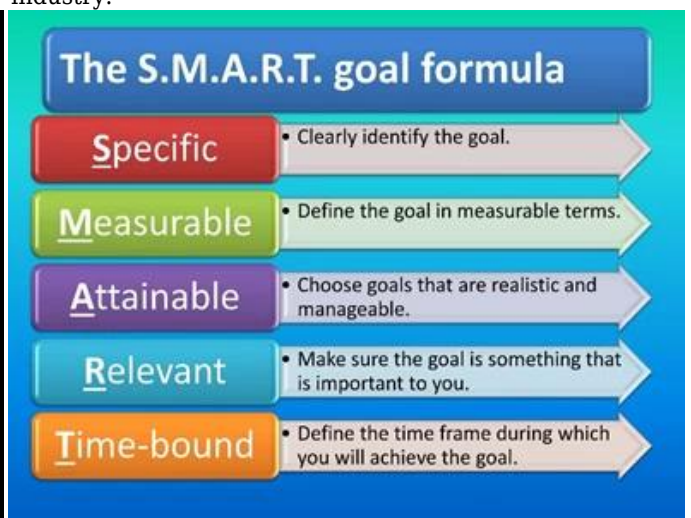 industry.
The S.M.A.R.T. goal formula
Specific
• Clearly identify the goal.
Measurable
• Define the goal in measurable terms.
Attainable
• Choose goals that are realistic and
manageable.
Relevant
• Make sure the goal is something that
is important to you.
Time-bound
• Define the time frame during which
you will achieve the goal.